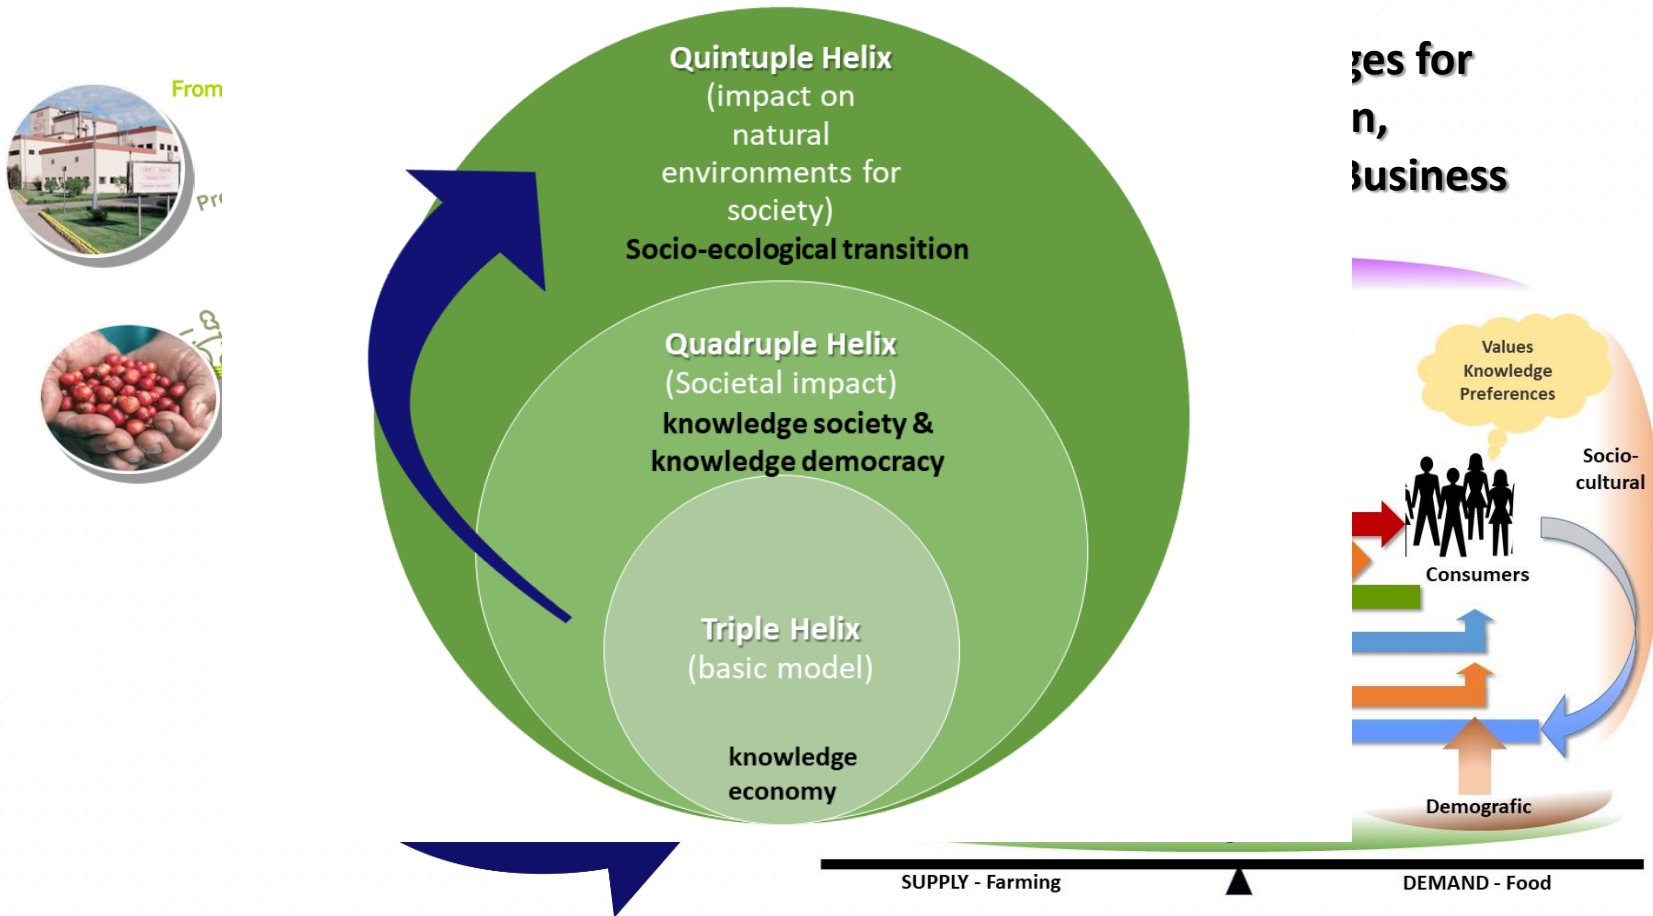 Quintuple Helix
(impact on
natural
environments for
society)
Socio-ecological transition
Quadruple Helix
(Societal impact)
knowledge society &
knowledge democracy
Triple Helix
(basic model)
knowledge
economy
From
Pro
ges for
n,
Business
Values
Knowledge
Preferences
Socio-
cultural
Consumers
Demografic
SUPPLY - Farming
DEMAND - Food